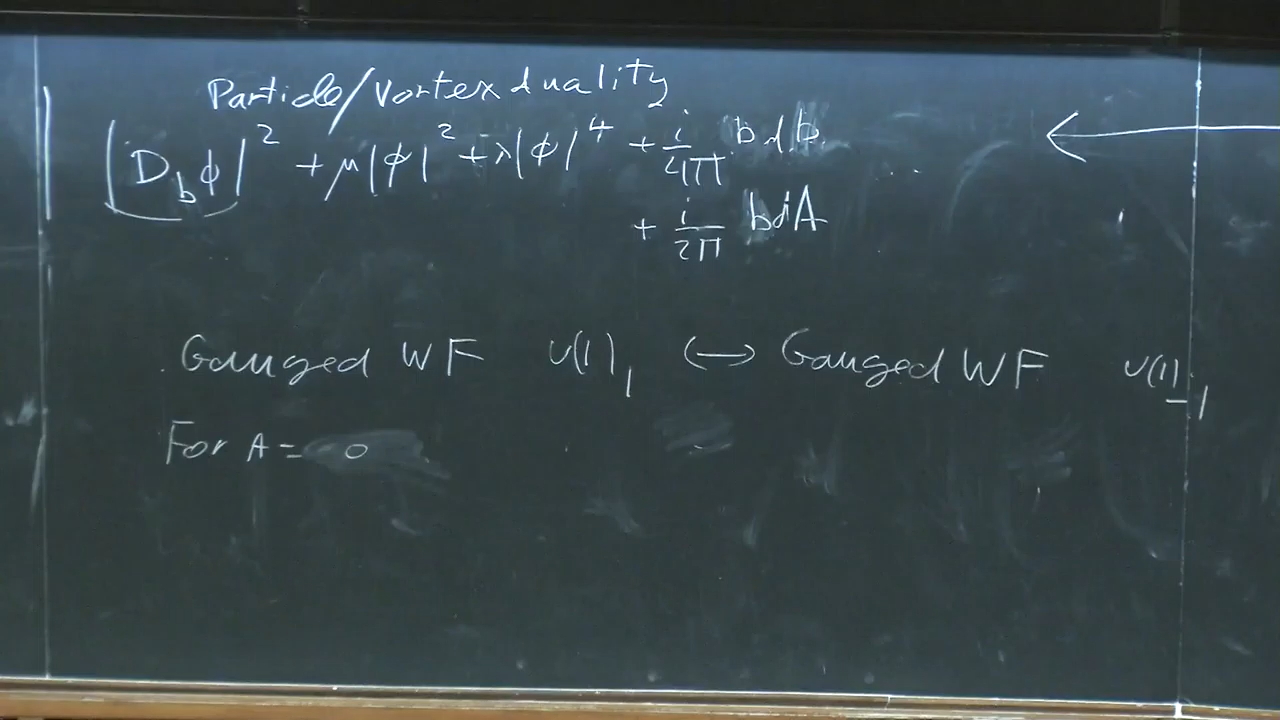 Particle/Vortex duality
|D_b ϕ|² + μ|ϕ|² + λ|ϕ|⁴ + i/4π bdb
+ i/2π bdA
Gauged WF U(1)_1 ↔ Gauged WF U(1)_-1
For A = 0